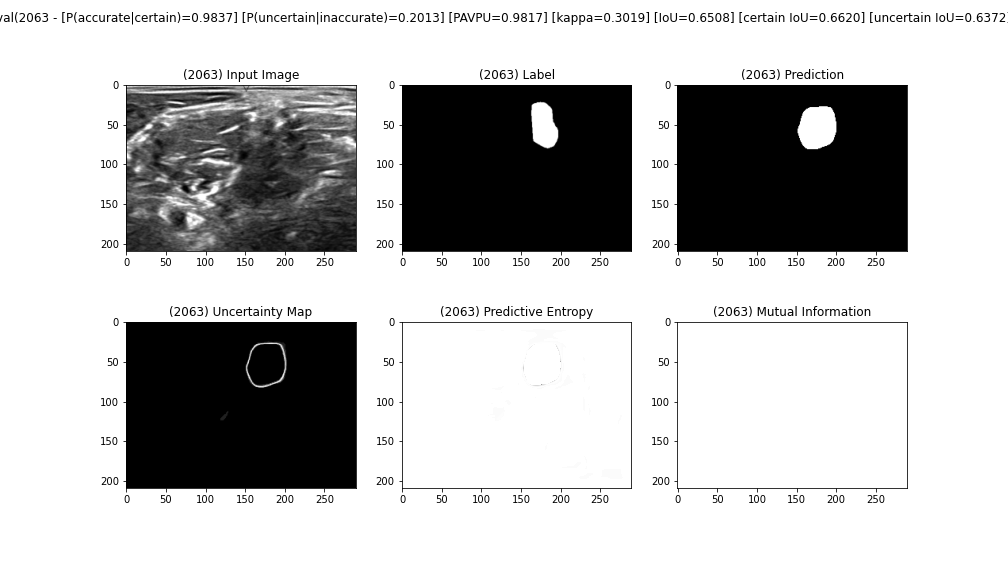 val(2063 - [P(accurate|certain)=0.9837] [P(uncertain|inaccurate)=0.2013] [PAVPU=0.9817] [kappa=0.3019] [IoU=0.6508] [certain IoU=0.6620] [uncertain IoU=0.6372]
(2063) Input Image
0
50
100
150
200
0 50 100 150 200 250
(2063) Label
0
50
100
150
200
0 50 100 150 200 250
(2063) Prediction
0
50
100
150
200
0 50 100 150 200 250
(2063) Uncertainty Map
0
50
100
150
200
0 50 100 150 200 250
(2063) Predictive Entropy
0
50
100
150
200
0 50 100 150 200 250
(2063) Mutual Information
0
50
100
150
200
0 50 100 150 200 250